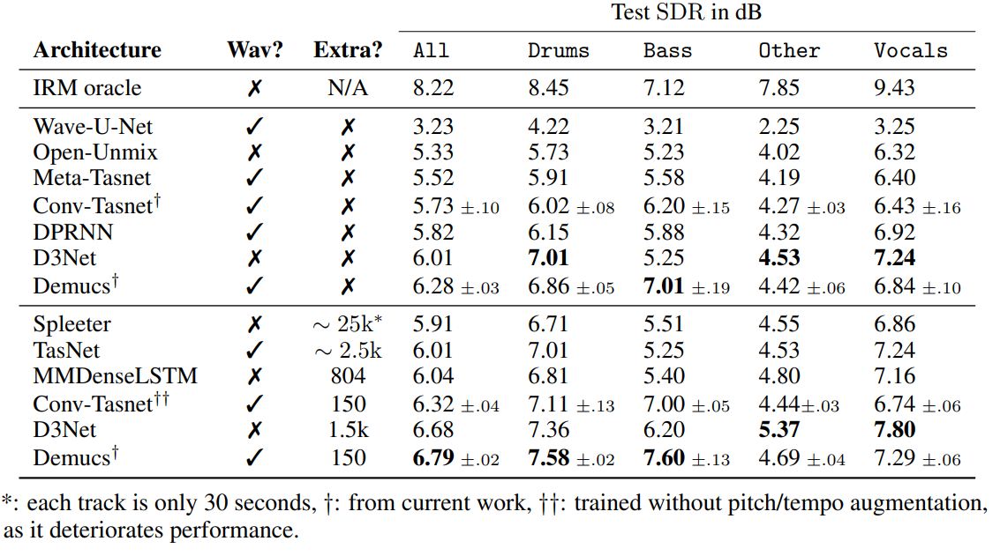 Test SDR in dB
Architecture Wav? Extra? All Drums Bass Other Vocals
IRM oracle ✗ N/A 8.22 8.45 7.12 7.85 9.43
Wave-U-Net ✓ ✗ 3.23 4.22 3.21 2.25 3.25
Open-Unmix ✗ ✗ 5.33 5.73 5.23 4.02 6.32
Meta-Tasnet ✓ ✗ 5.52 5.91 5.58 4.19 6.40
Conv-Tasnet† ✓ ✗ 5.73 ±.10 6.02 ±.08 6.20 ±.15 4.27 ±.03 6.43 ±.16
DPRNN ✓ ✗ 5.82 6.15 5.88 4.32 6.92
D3Net ✗ ✗ 6.01 7.01 5.25 4.53 7.24
Demucs† ✓ ✗ 6.28 ±.03 6.86 ±.05 7.01 ±.19 4.42 ±.06 6.84 ±.10
Spleeter ✗ ∼ 25k* 5.91 6.71 5.51 4.55 6.86
TasNet ✓ ∼ 2.5k 6.01 7.01 5.25 4.53 7.24
MMDenseLSTM ✗ 804 6.04 6.81 5.40 4.80 7.16
Conv-Tasnet†† ✓ 150 6.32 ±.04 7.11 ±.13 7.00 ±.05 4.44±.03 6.74 ±.06
D3Net ✗ 1.5k 6.68 7.36 6.20 5.37 7.80
Demucs† ✓ 150 6.79 ±.02 7.58 ±.02 7.60 ±.13 4.69 ±.04 7.29 ±.06
*: each track is only 30 seconds, †: from current work, ††: trained without pitch/tempo augmentation,
as it deteriorates performance.